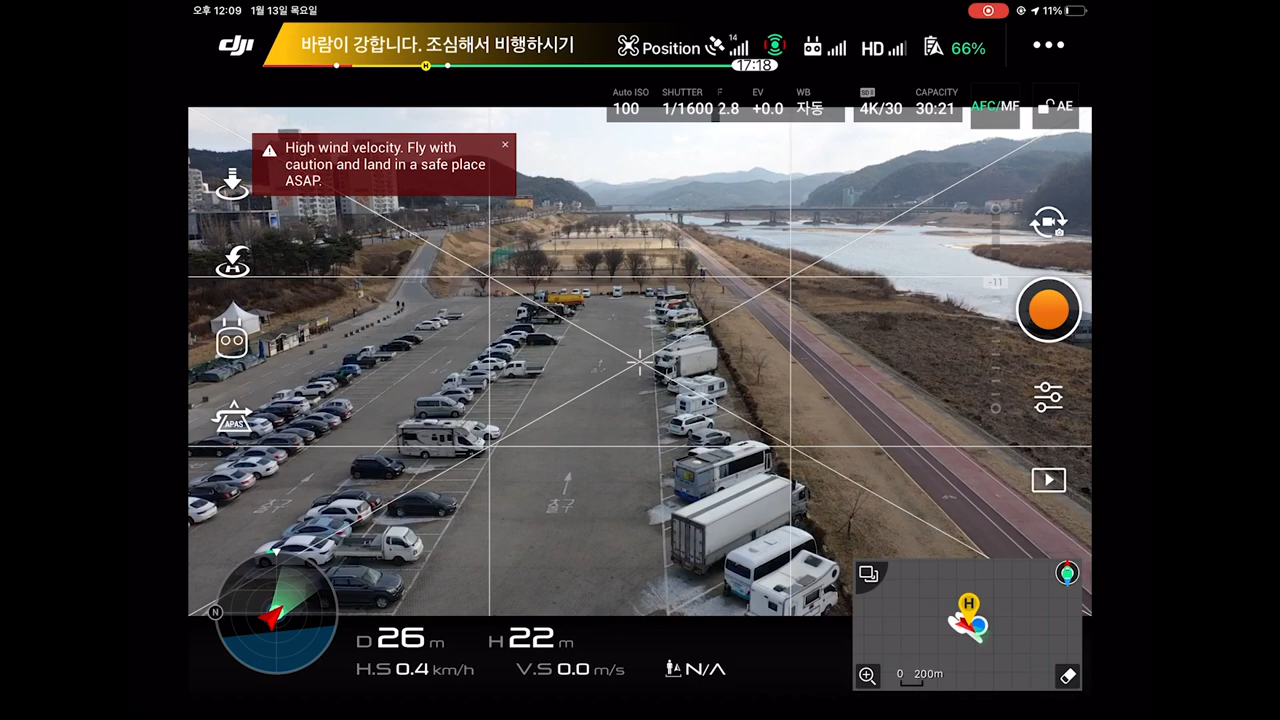 오후 12:09 1월 13일 목요일
11%
dji 바람이 강합니다. 조심해서 비행하시기 Position 14 HD 66% •••
H 17:18
Auto ISO SHUTTER F EV WB SD CAPACITY
100 1/1600 2.8 +0.0 자동 4K/30 30:21 AFC/MF AE
High wind velocity. Fly with
caution and land in a safe place
ASAP.
H
-11
APAS
출구
출구
N
D 26 m H 22 m
H.S 0.4 km/h V.S 0.0 m/s N/A
H
0 200m